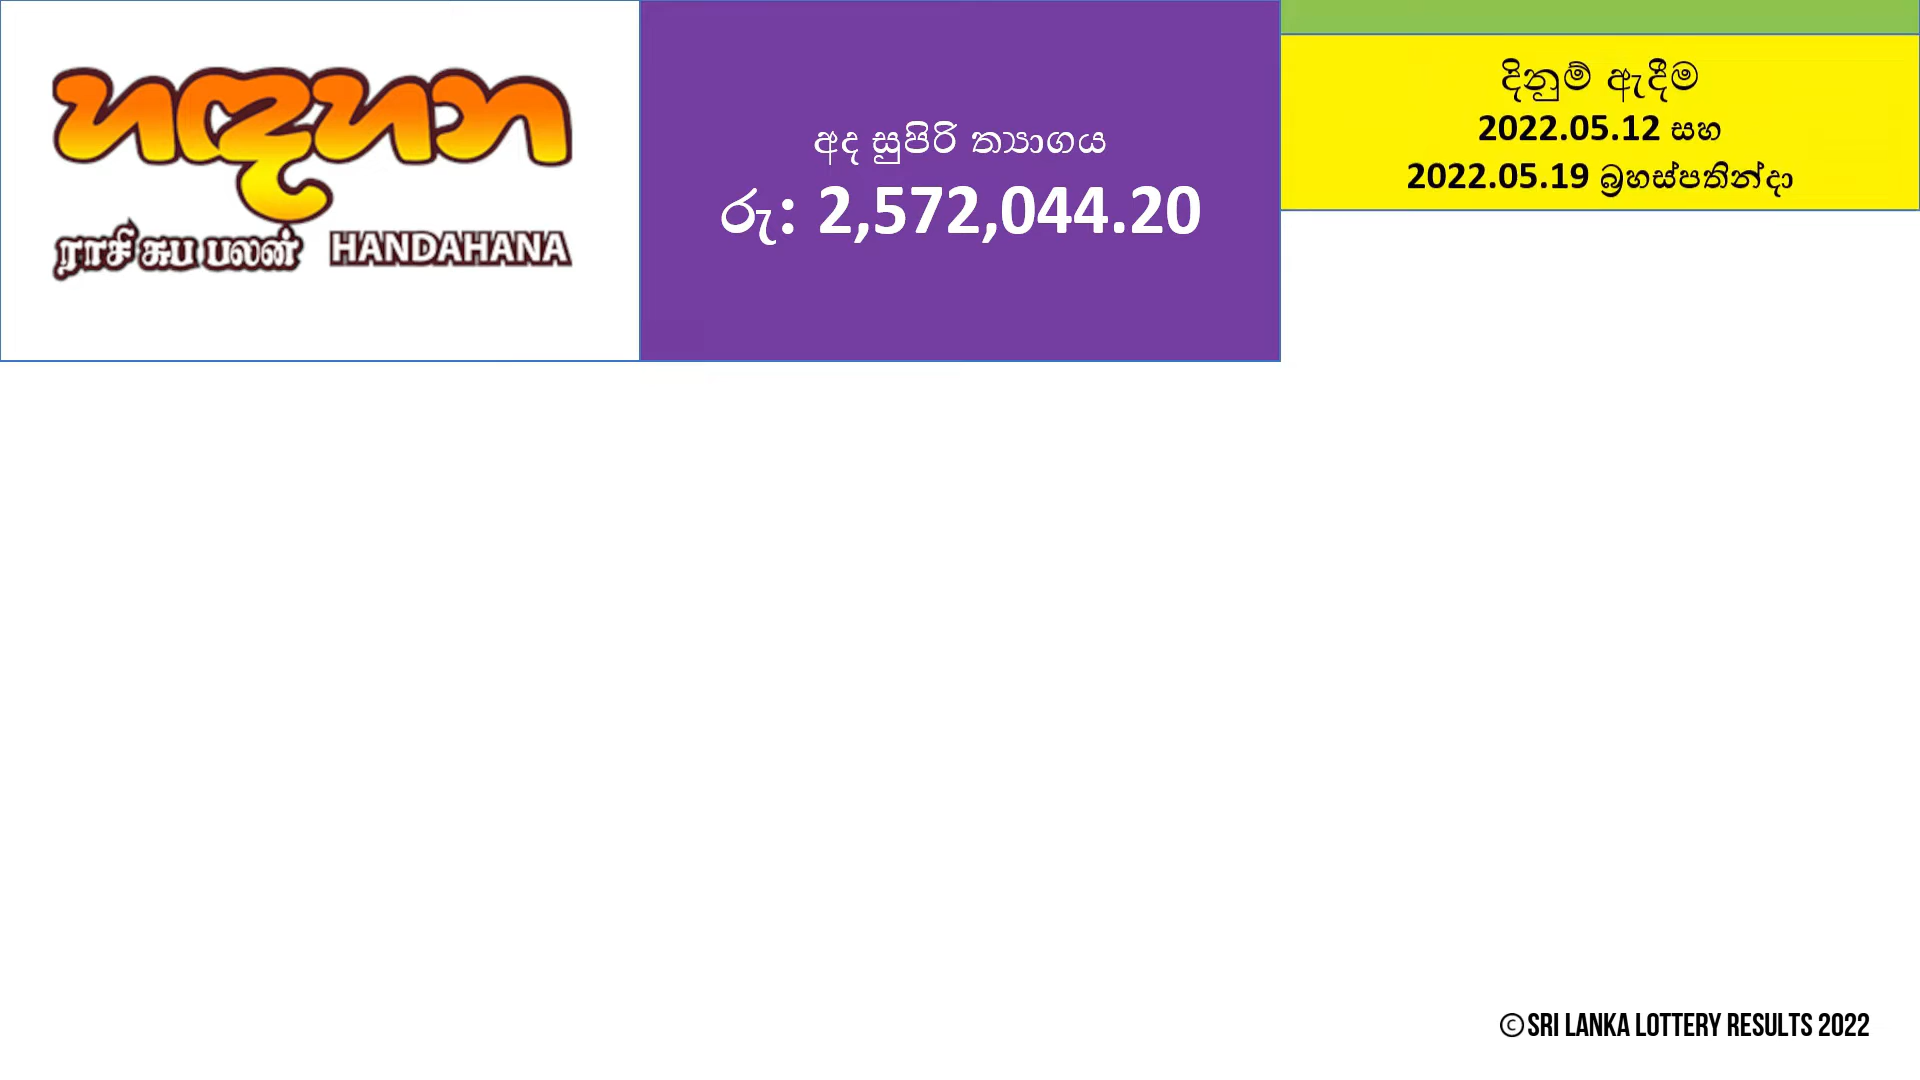 හඳහන
ராசி சுப பலன் HANDAHANA
අද සුපිරි ත්‍යාගය
රු: 2,572,044.20
දිනුම් ඇදීම
2022.05.12 සහ
2022.05.19 බ්‍රහස්පතින්දා
©SRI LANKA LOTTERY RESULTS 2022